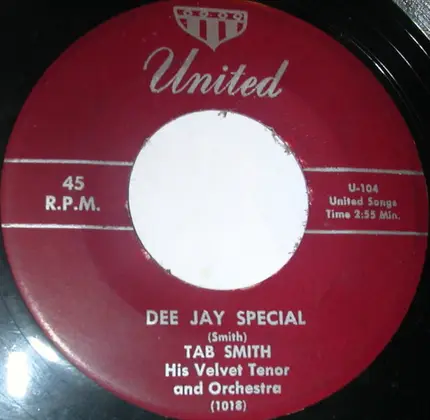 United
45
R.P.M.
U-104
United Songs
Time 2:55 Min.
DEE JAY SPECIAL
(Smith)
TAB SMITH
His Velvet Tenor
and Orchestra
(1018)